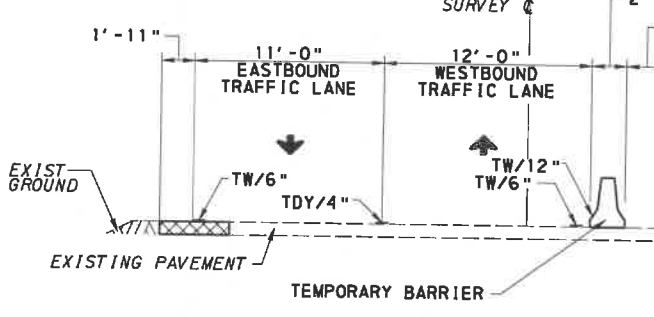 SURVEY ℄
2
1'-11"
11'-0"
EASTBOUND
TRAFFIC LANE
12'-0"
WESTBOUND
TRAFFIC LANE
EXIST
GROUND
TW/6"
TDY/4"
TW/12"
TW/6"
EXISTING PAVEMENT
TEMPORARY BARRIER